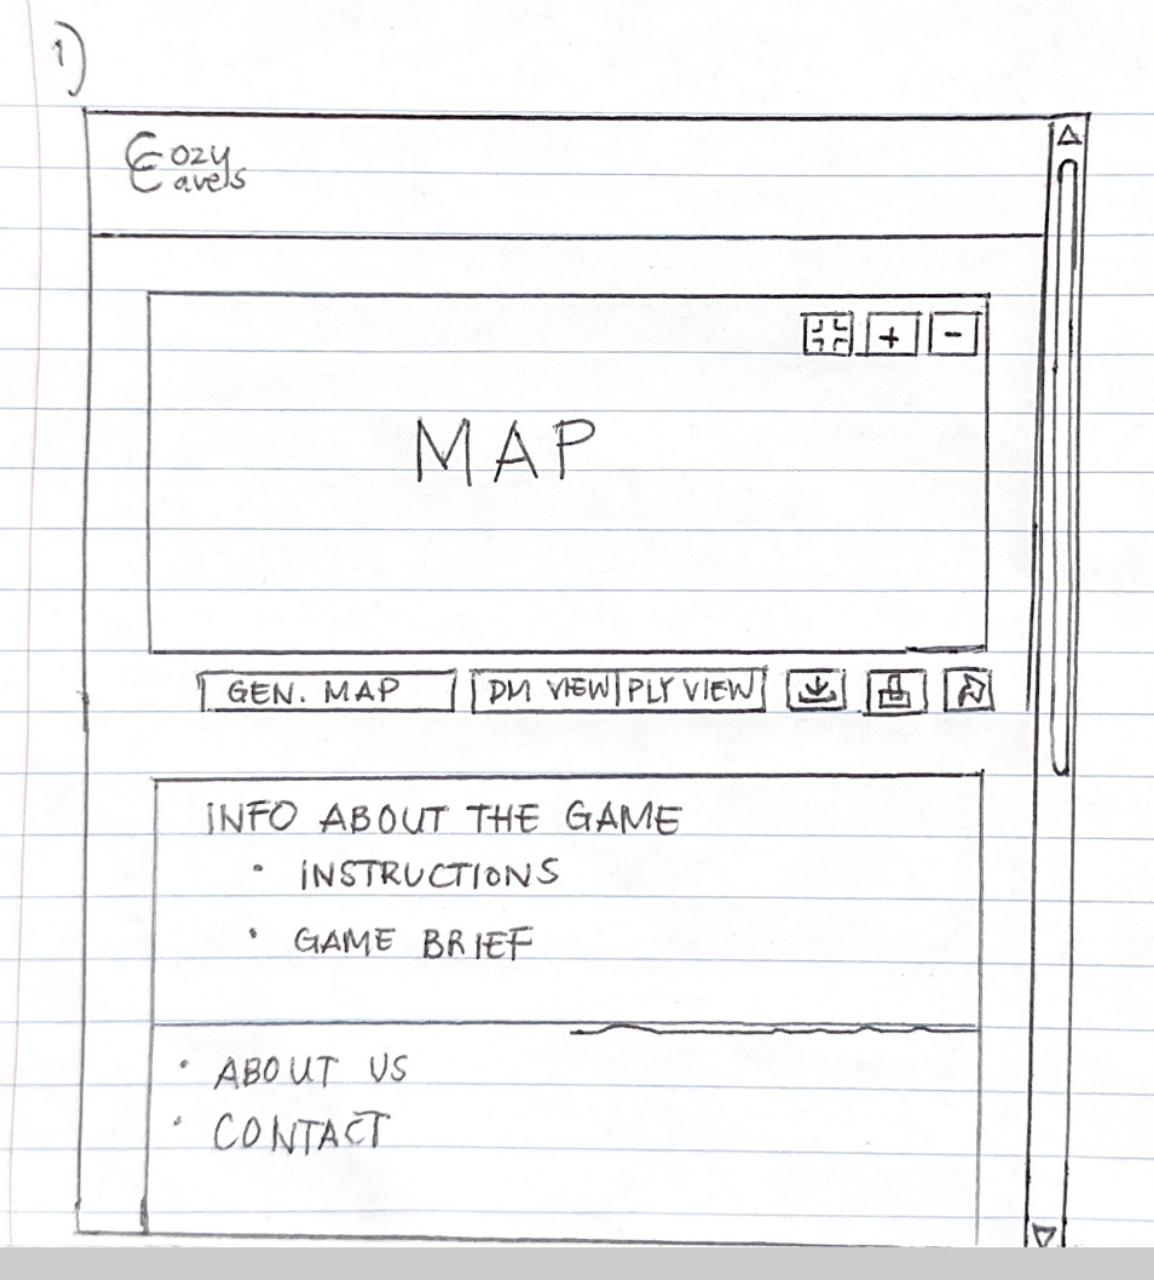 1)
Cozy
Cavels
+ -
MAP
GEN. MAP DM VIEW PLY VIEW
INFO ABOUT THE GAME
• INSTRUCTIONS
• GAME BRIEF
• ABOUT US
• CONTACT